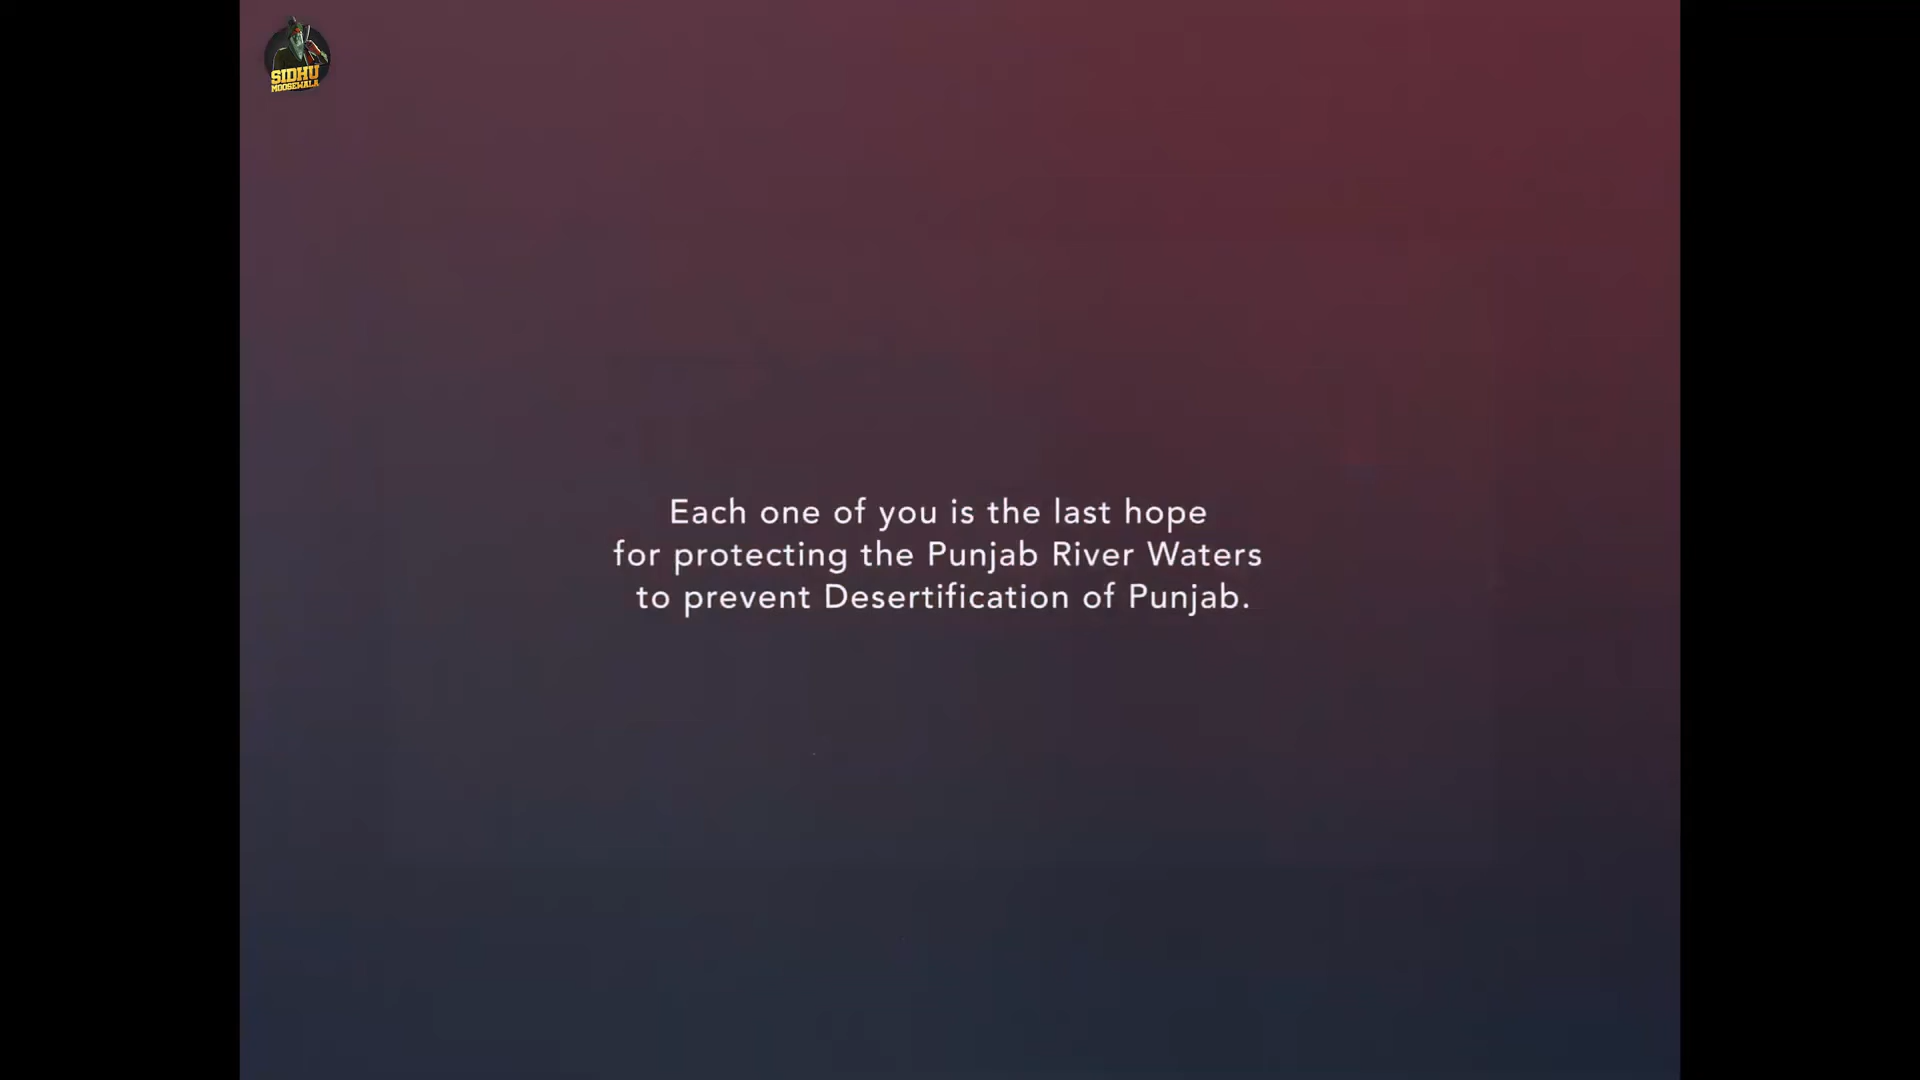 SIDHU
MOOSEWALA
Each one of you is the last hope
for protecting the Punjab River Waters
to prevent Desertification of Punjab.